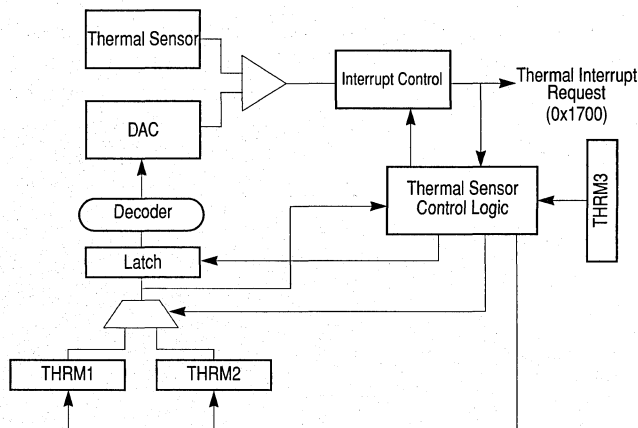 Thermal Sensor
Interrupt Control
Thermal Interrupt
Request
(0x1700)
DAC
Thermal Sensor
Control Logic
THRM3
Decoder
Latch
THRM1
THRM2